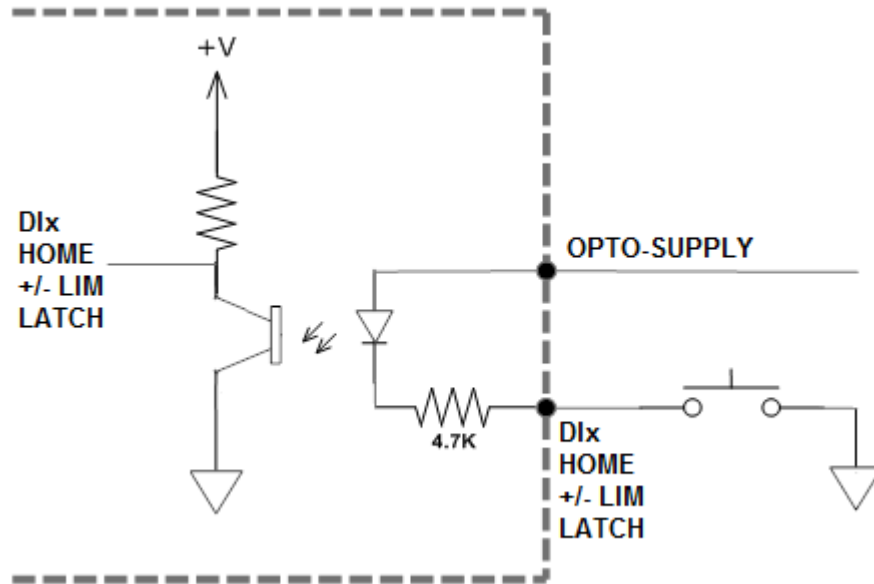 +V
DIx
HOME
+/- LIM
LATCH
OPTO-SUPPLY
4.7K
DIx
HOME
+/- LIM
LATCH